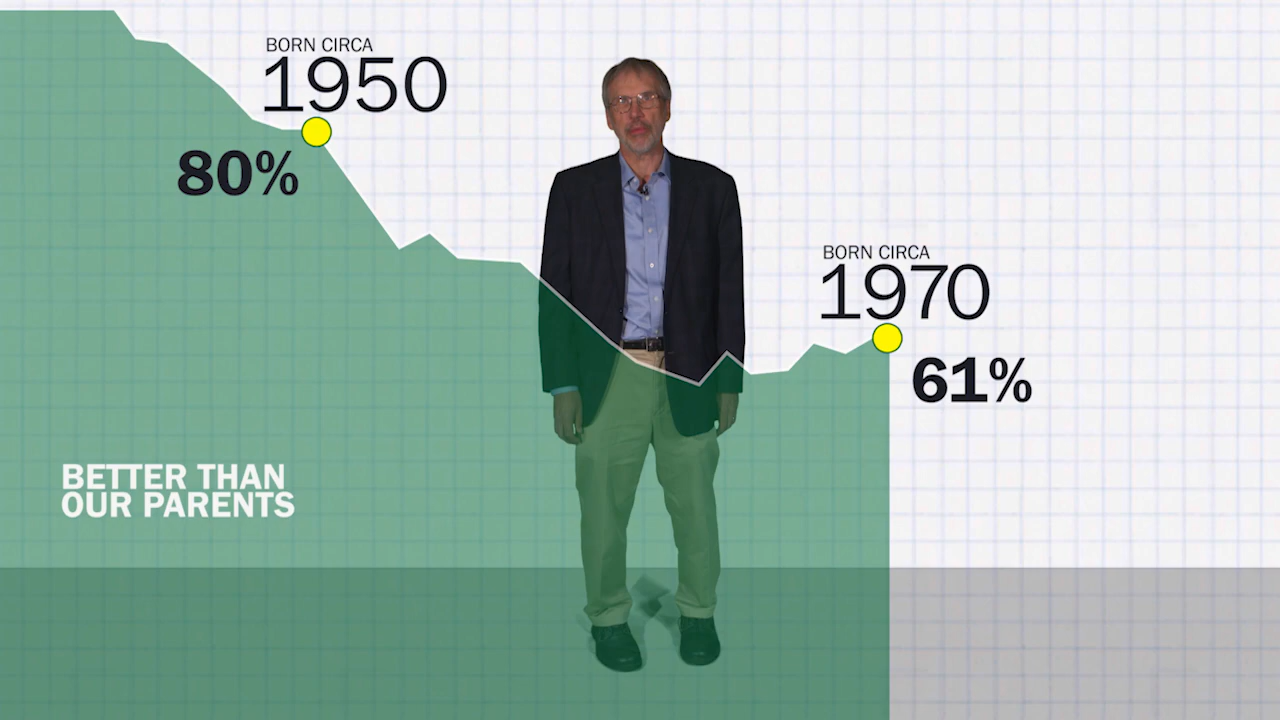 BORN CIRCA
1950
80%
BORN CIRCA
1970
61%
BETTER THAN
OUR PARENTS